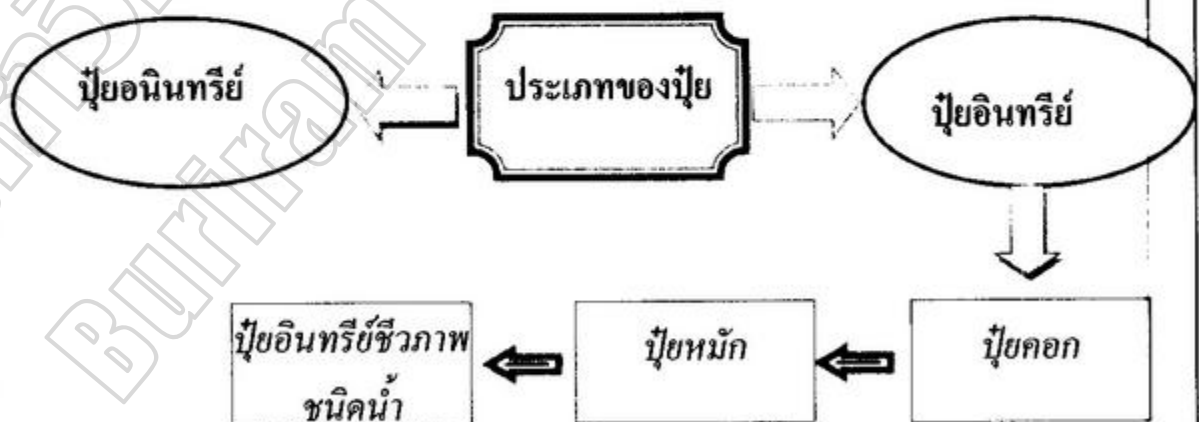 ปุ๋ยอนินทรีย์
ประเภทของปุ๋ย
ปุ๋ยอินทรีย์
ปุ๋ยอินทรีย์ชีวภาพ
ชนิดน้ำ
ปุ๋ยหมัก
ปุ๋ยคอก
Buriram